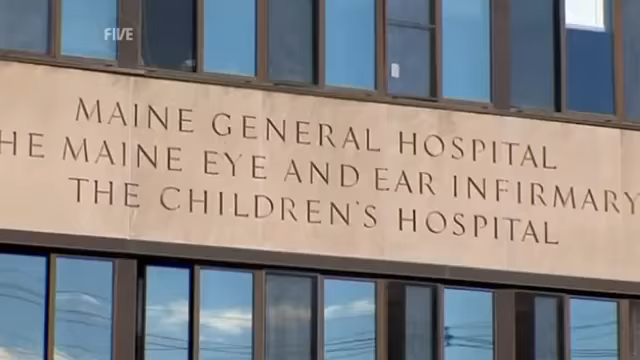 FIVE
MAINE GENERAL HOSPITAL
HE MAINE EYE AND EAR INFIRMARY
THE CHILDREN'S HOSPITAL